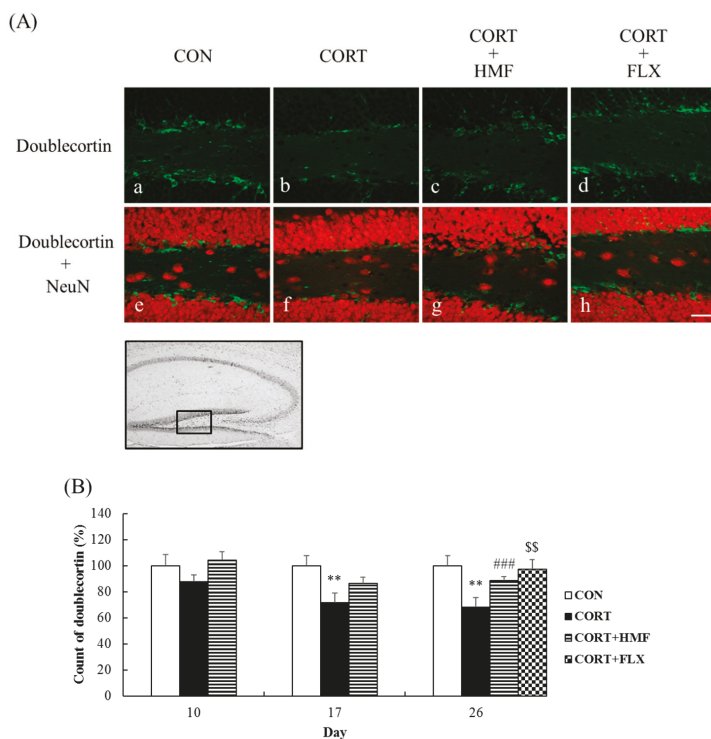 (A)
CON
CORT
CORT
+
HMF
CORT
+
FLX
Doublecortin
a
b
c
d
Doublecortin
+
NeuN
e
f
g
h
(B)
Count of doublecortin (%)
140
120
100
80
60
40
20
0
**
**
###
$$
CON
CORT
CORT+HMF
CORT+FLX
10
17
26
Day